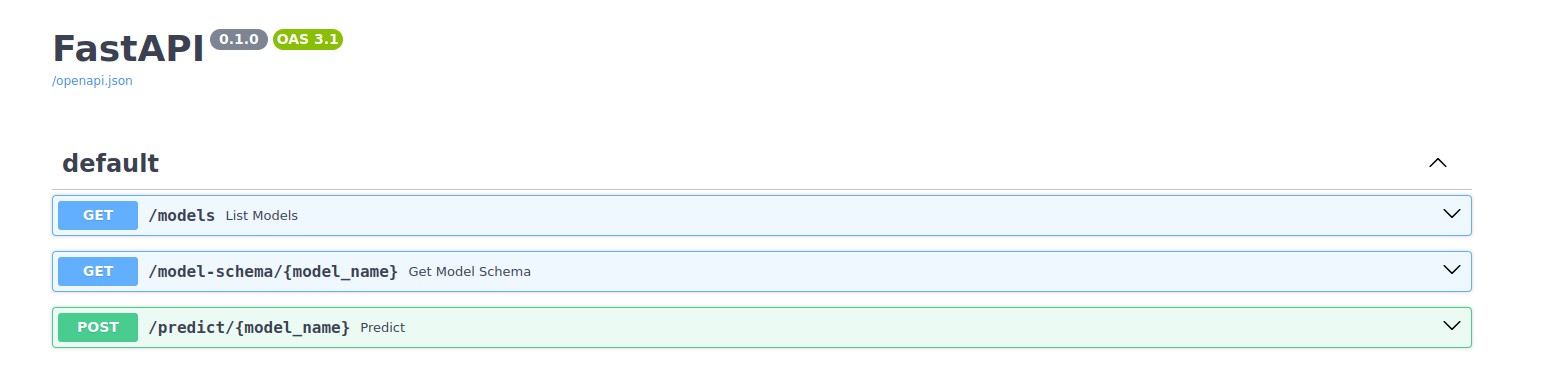 FastAPI 0.1.0 OAS 3.1
/openapi.json
default
GET /models List Models
GET /model-schema/{model_name} Get Model Schema
POST /predict/{model_name} Predict